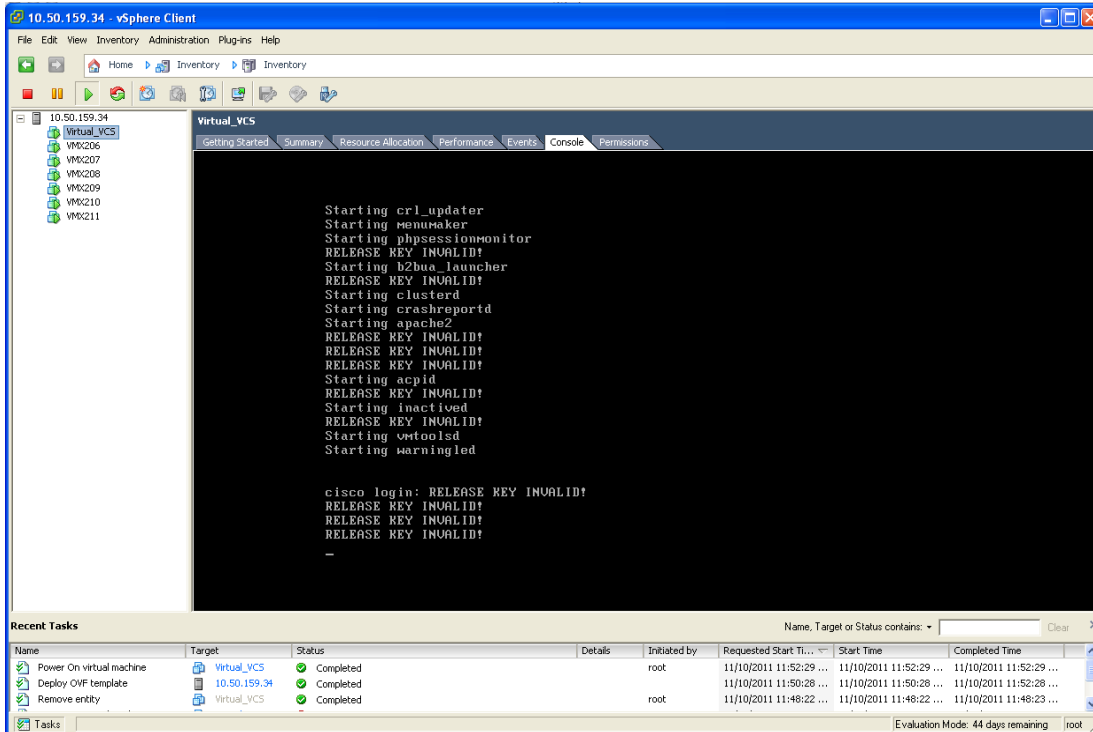 10.50.159.34 - vSphere Client
File Edit View Inventory Administration Plug-ins Help
Home Inventory Inventory
10.50.159.34
Virtual_VCS
VMX206
VMX207
VMX208
VMX209
VMX210
VMX211
Virtual_VCS
Getting Started Summary Resource Allocation Performance Events Console Permissions
Starting crl_updater
Starting menumaker
Starting phpsessionmonitor
RELEASE KEY INVALID!
Starting b2bua_launcher
RELEASE KEY INVALID!
Starting clusterd
Starting crashreportd
Starting apache2
RELEASE KEY INVALID!
RELEASE KEY INVALID!
RELEASE KEY INVALID!
Starting acpid
RELEASE KEY INVALID!
Starting inactived
RELEASE KEY INVALID!
Starting vmtoolsd
Starting warningled
cisco login: RELEASE KEY INVALID!
RELEASE KEY INVALID!
RELEASE KEY INVALID!
RELEASE KEY INVALID!
_
Recent Tasks Name, Target or Status contains: Clear
Name Target Status Details Initiated by Requested Start Ti... Start Time Completed Time
Power On virtual machine Virtual_VCS Completed root 11/10/2011 11:52:29 ... 11/10/2011 11:52:29 ... 11/10/2011 11:52:29 ...
Deploy OVF template 10.50.159.34 Completed 11/10/2011 11:50:28 ... 11/10/2011 11:50:28 ... 11/10/2011 11:52:28 ...
Remove entity Virtual_VCS Completed root 11/10/2011 11:48:22 ... 11/10/2011 11:48:22 ... 11/10/2011 11:48:23 ...
Tasks Evaluation Mode: 44 days remaining root